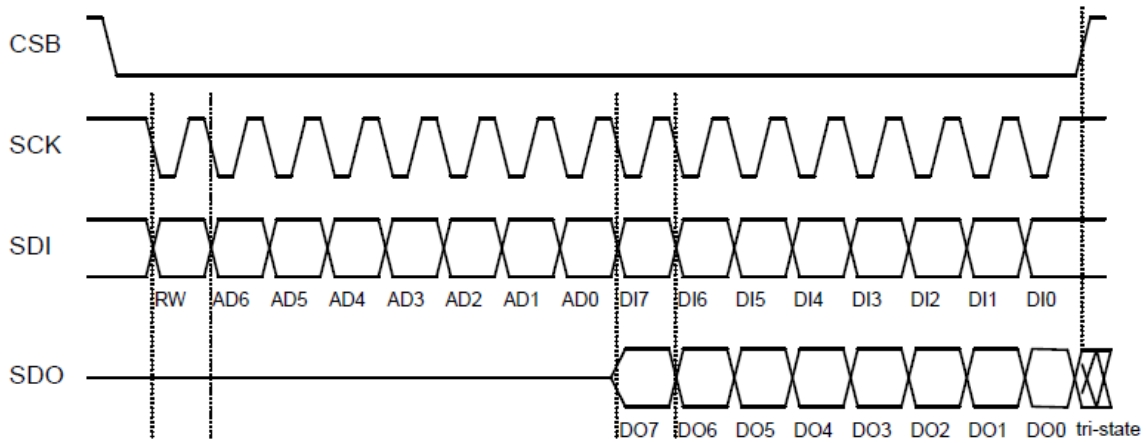 CSB
SCK
SDI
RW AD6 AD5 AD4 AD3 AD2 AD1 AD0 DI7 DI6 DI5 DI4 DI3 DI2 DI1 DI0
SDO
DO7 DO6 DO5 DO4 DO3 DO2 DO1 DO0 tri-state